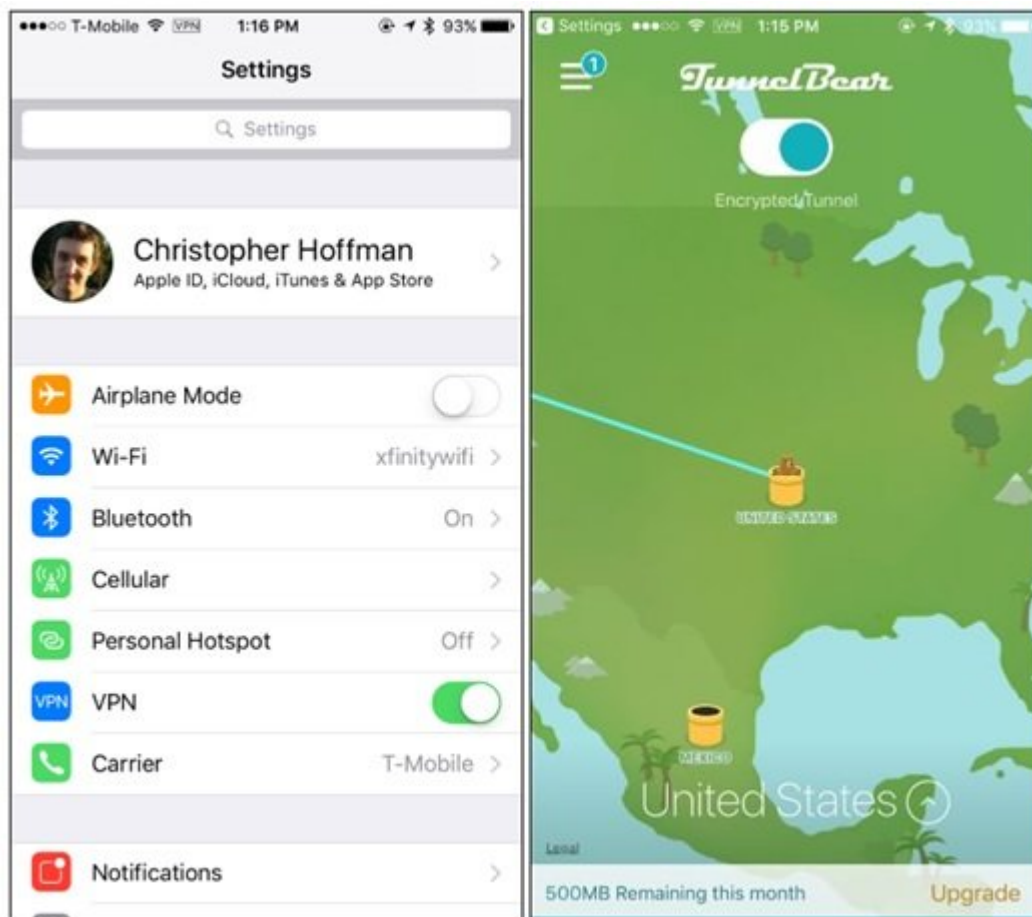 T-Mobile VPN 1:16 PM 93%
Settings
Settings
Christopher Hoffman
Apple ID, iCloud, iTunes & App Store
Airplane Mode
Wi-Fi xfinitywifi
Bluetooth On
Cellular
Personal Hotspot Off
VPN VPN
Carrier T-Mobile
Notifications
Settings VPN 1:15 PM 93%
1
TunnelBear
Encrypted Tunnel
UNITED STATES
MEXICO
United States
Legal
500MB Remaining this month Upgrade